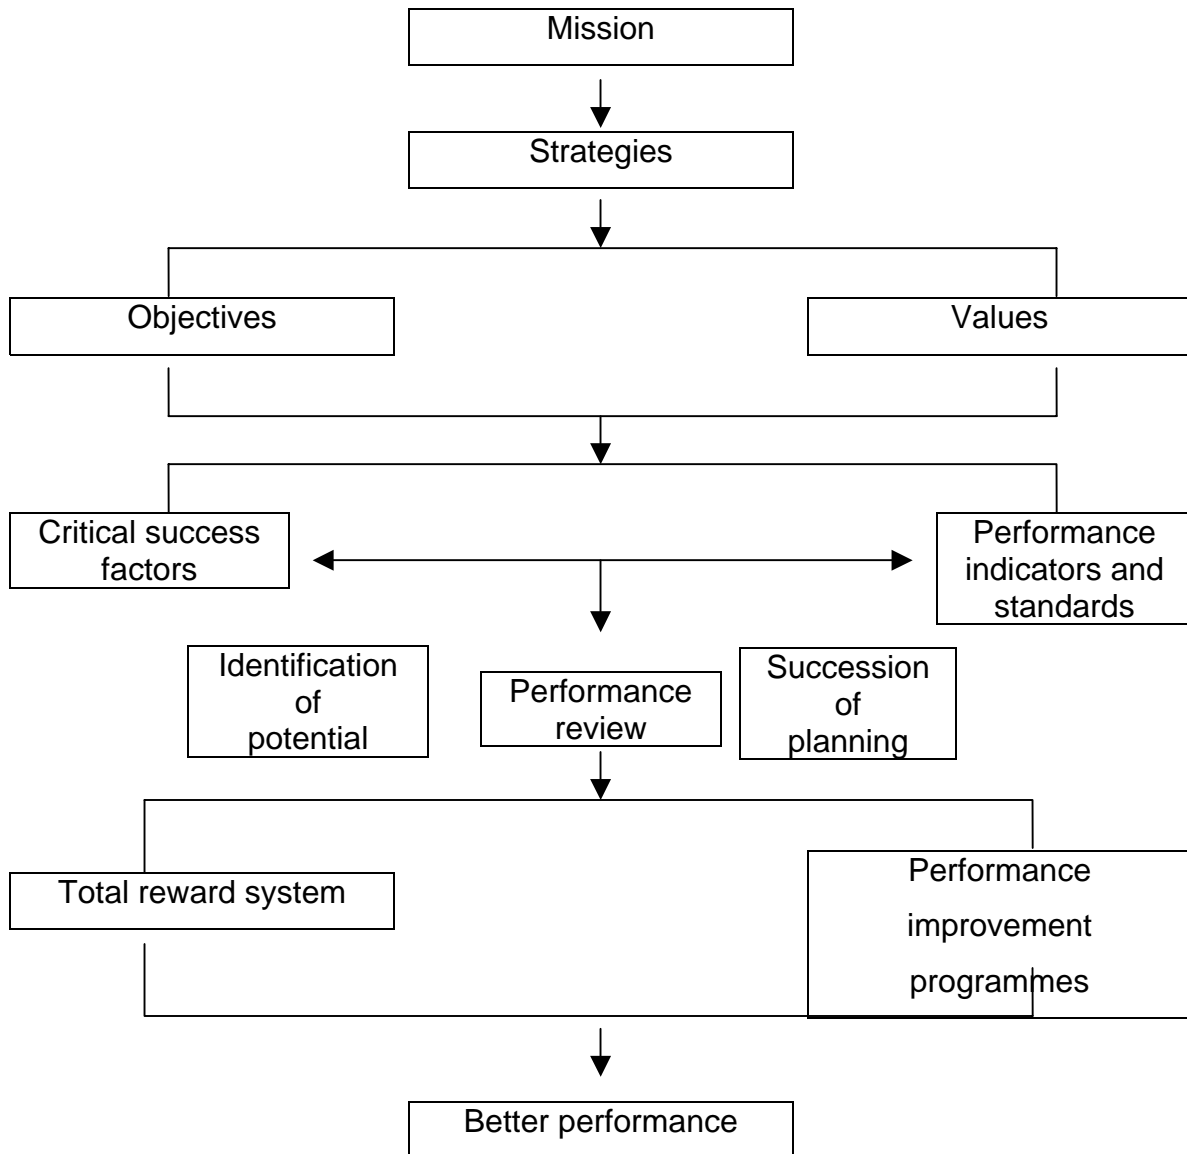 Mission
Strategies
Objectives
Values
Critical success
factors
Performance
indicators and
standards
Identification
of
potential
Performance
review
Succession
of
planning
Total reward system
Performance
improvement
programmes
Better performance